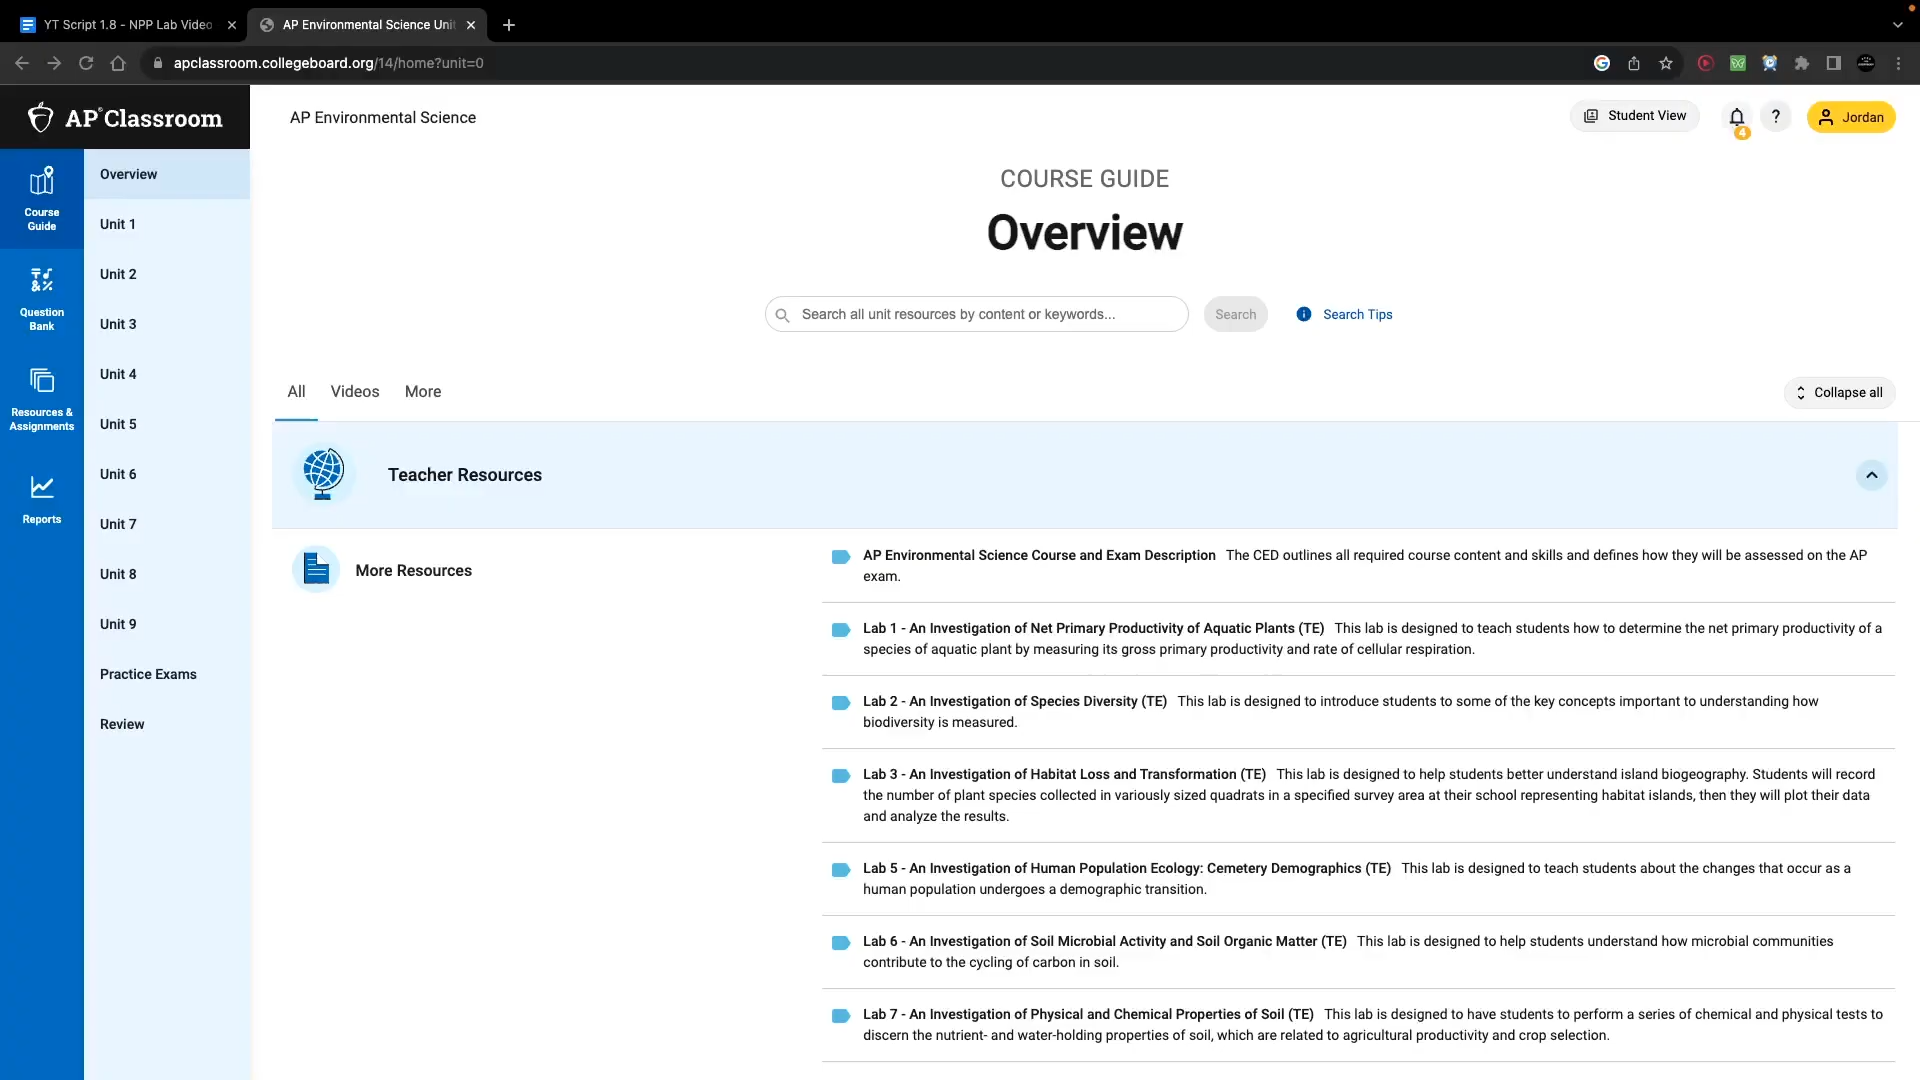 YT Script 1.8 - NPP Lab Video
AP Environmental Science Unit
apclassroom.collegeboard.org/14/home?unit=0
AP® Classroom
AP Environmental Science
Student View
4
?
Jordan
Course
Guide
Question
Bank
Resources &
Assignments
Reports
Overview
Unit 1
Unit 2
Unit 3
Unit 4
Unit 5
Unit 6
Unit 7
Unit 8
Unit 9
Practice Exams
Review
COURSE GUIDE
Overview
Search all unit resources by content or keywords...
Search
Search Tips
All
Videos
More
Collapse all
Teacher Resources
More Resources
AP Environmental Science Course and Exam Description The CED outlines all required course content and skills and defines how they will be assessed on the AP
exam.
Lab 1 - An Investigation of Net Primary Productivity of Aquatic Plants (TE) This lab is designed to teach students how to determine the net primary productivity of a
species of aquatic plant by measuring its gross primary productivity and rate of cellular respiration.
Lab 2 - An Investigation of Species Diversity (TE) This lab is designed to introduce students to some of the key concepts important to understanding how
biodiversity is measured.
Lab 3 - An Investigation of Habitat Loss and Transformation (TE) This lab is designed to help students better understand island biogeography. Students will record
the number of plant species collected in variously sized quadrats in a specified survey area at their school representing habitat islands, then they will plot their data
and analyze the results.
Lab 5 - An Investigation of Human Population Ecology: Cemetery Demographics (TE) This lab is designed to teach students about the changes that occur as a
human population undergoes a demographic transition.
Lab 6 - An Investigation of Soil Microbial Activity and Soil Organic Matter (TE) This lab is designed to help students understand how microbial communities
contribute to the cycling of carbon in soil.
Lab 7 - An Investigation of Physical and Chemical Properties of Soil (TE) This lab is designed to have students to perform a series of chemical and physical tests to
discern the nutrient- and water-holding properties of soil, which are related to agricultural productivity and crop selection.